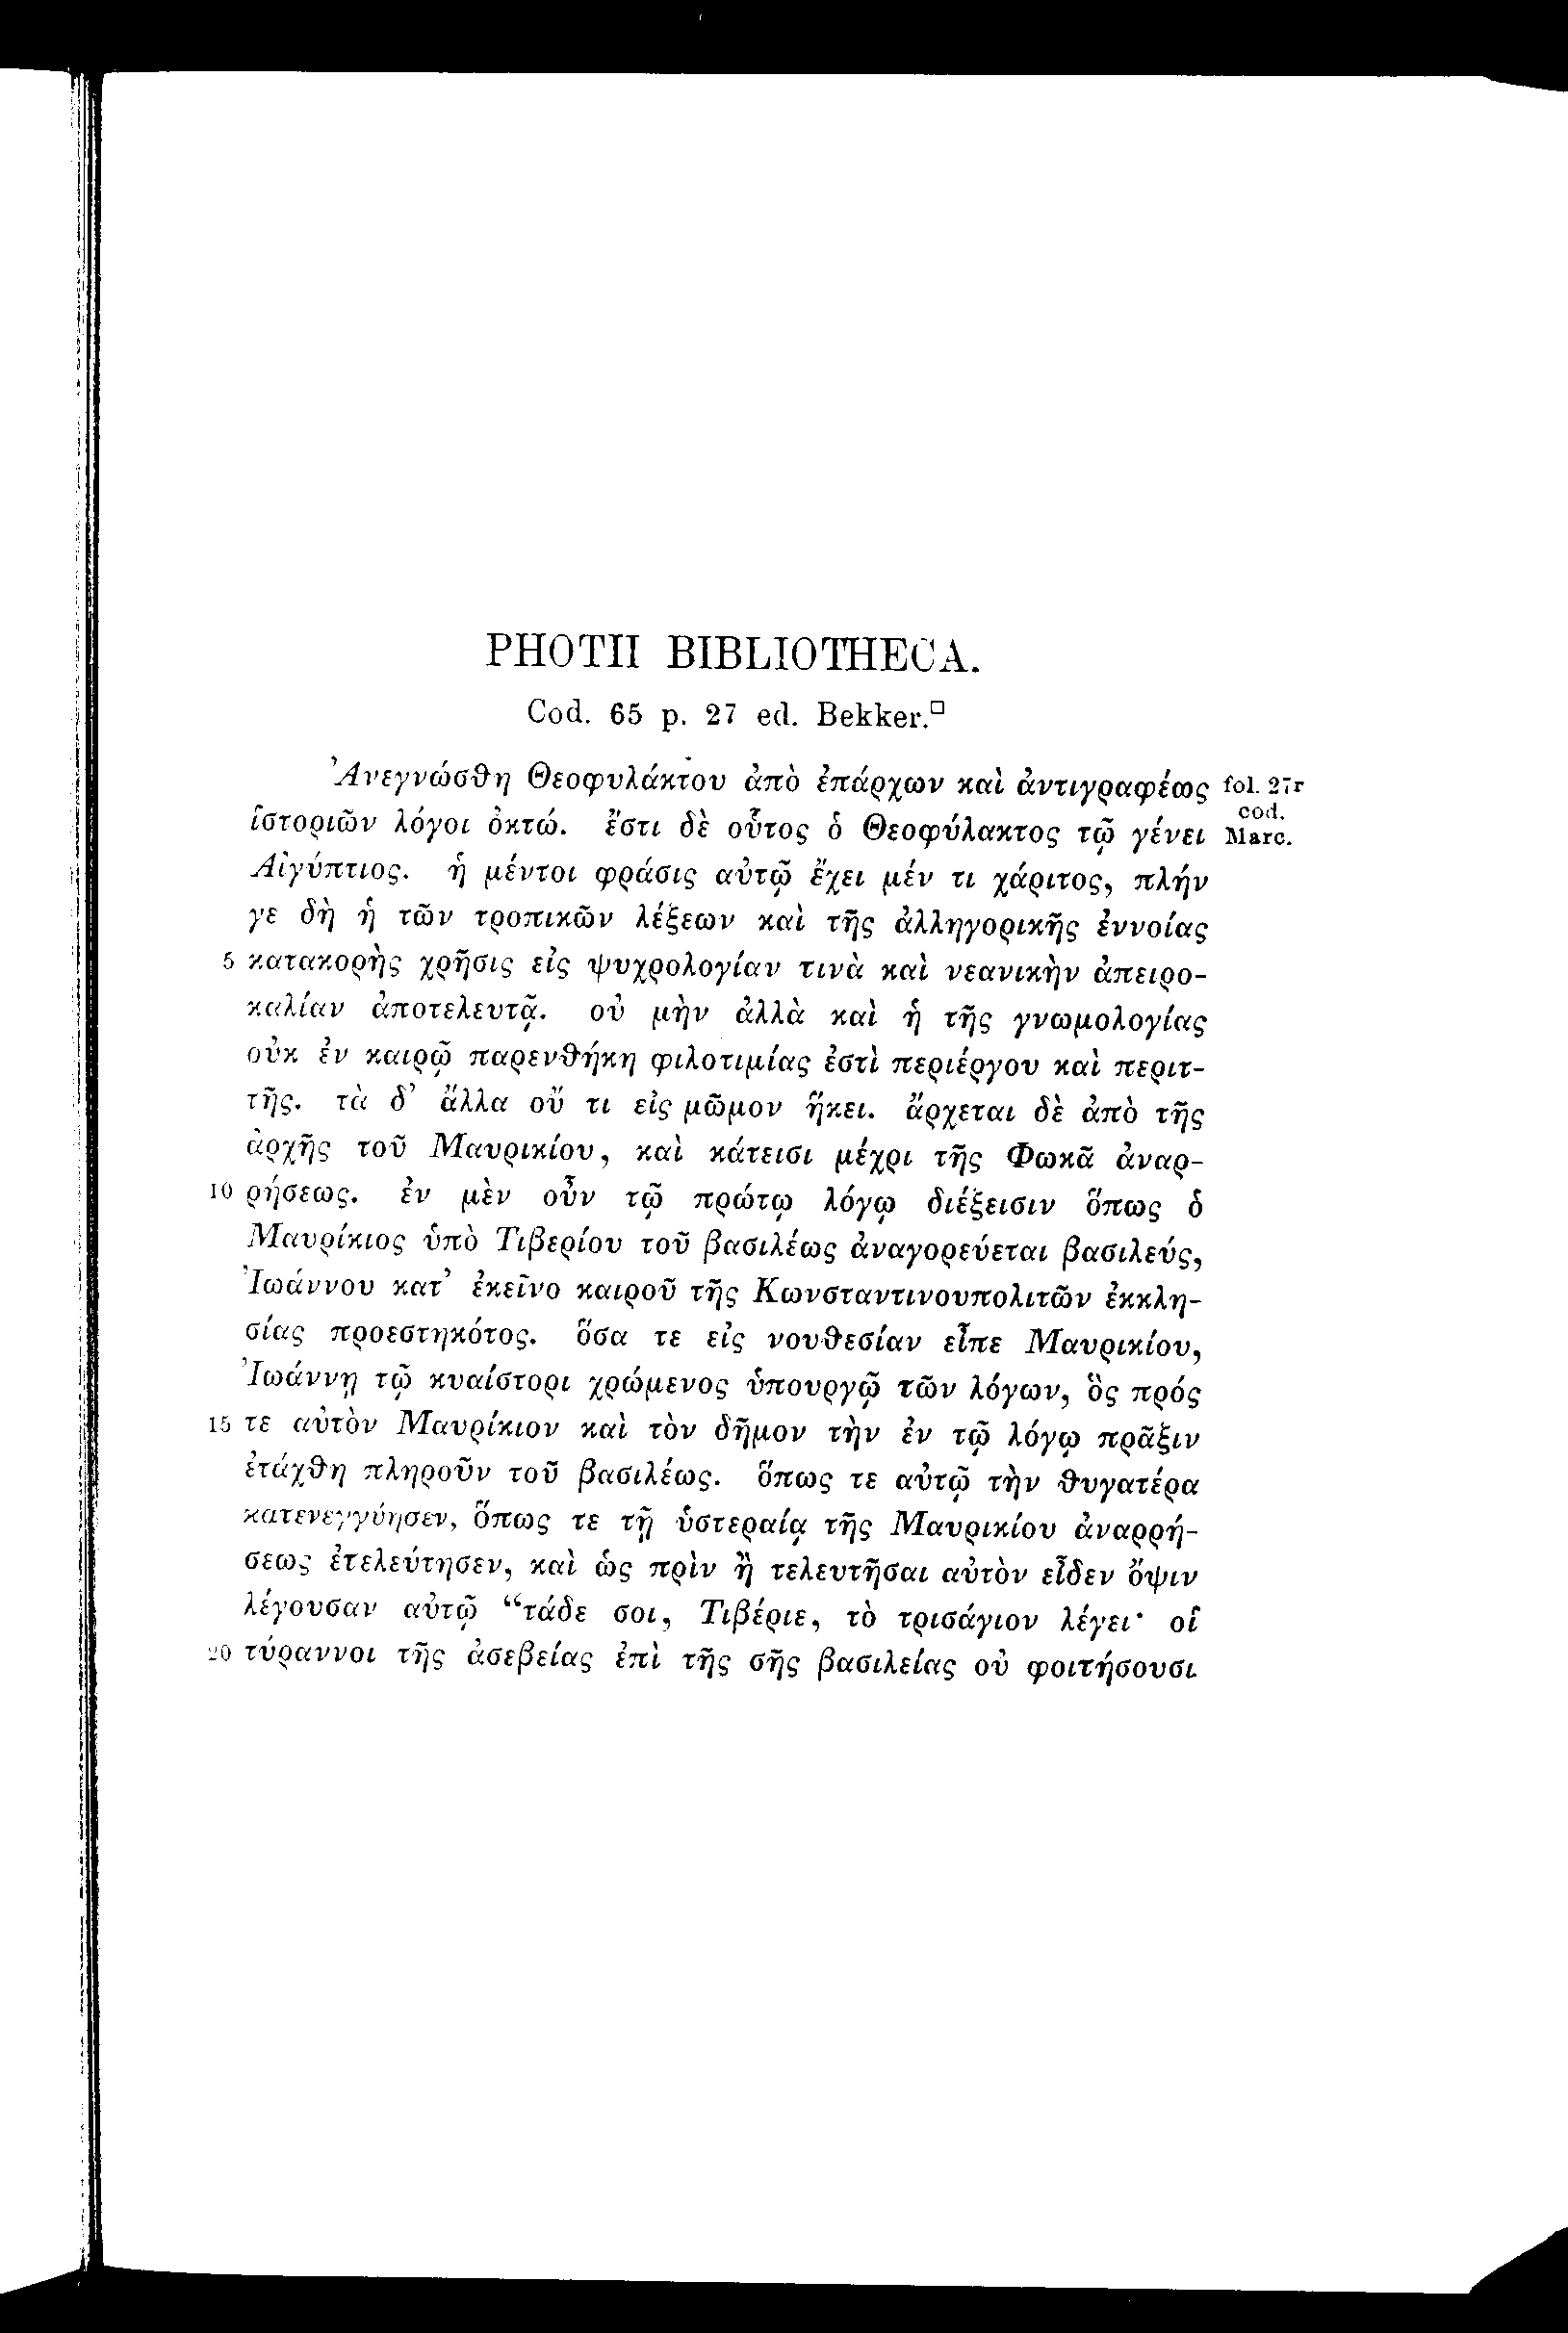 PHOTII BIBLIOTHECA.
Cod. 65 p. 27 ed. Bekker.□
Ἀνεγνώσθη Θεοφυλάκτου ἀπὸ ἐπάρχων καὶ ἀντιγραφέως fol. 27r
cod.
ἱστοριῶν λόγοι ὀκτώ. ἔστι δὲ οὗτος ὁ Θεοφύλακτος τῷ γένει Marc.
Αἰγύπτιος. ἡ μέντοι φράσις αὐτῷ ἔχει μέν τι χάριτος, πλήν
γε δὴ ἡ τῶν τροπικῶν λέξεων καὶ τῆς ἀλληγορικῆς ἐννοίας
5 κατακορὴς χρῆσις εἰς ψυχρολογίαν τινὰ καὶ νεανικὴν ἀπειρο-
καλίαν ἀποτελευτᾷ. οὐ μὴν ἀλλὰ καὶ ἡ τῆς γνωμολογίας
οὐκ ἐν καιρῷ παρενθήκη φιλοτιμίας ἐστὶ περιέργου καὶ περιτ-
τῆς. τὰ δ’ ἄλλα οὔ τι εἰς μῶμον ἥκει. ἄρχεται δὲ ἀπὸ τῆς
ἀρχῆς τοῦ Μαυρικίου, καὶ κάτεισι μέχρι τῆς Φωκᾶ ἀναρ-
10 ρήσεως. ἐν μὲν οὖν τῷ πρώτῳ λόγῳ διέξεισιν ὅπως ὁ
Μαυρίκιος ὑπὸ Τιβερίου τοῦ βασιλέως ἀναγορεύεται βασιλεύς,
Ἰωάννου κατ’ ἐκεῖνο καιροῦ τῆς Κωνσταντινουπολιτῶν ἐκκλη-
σίας προεστηκότος. ὅσα τε εἰς νουθεσίαν εἶπε Μαυρικίου,
Ἰωάννῃ τῷ κυαίστορι χρώμενος ὑπουργῷ τῶν λόγων, ὃς πρός
15 τε αὐτὸν Μαυρίκιον καὶ τὸν δῆμον τὴν ἐν τῷ λόγῳ πρᾶξιν
ἐτάχθη πληροῦν τοῦ βασιλέως. ὅπως τε αὐτῷ τὴν θυγατέρα
κατενεγγύησεν, ὅπως τε τῇ ὑστεραίᾳ τῆς Μαυρικίου ἀναρρή-
σεως ἐτελεύτησεν, καὶ ὡς πρὶν ἢ τελευτῆσαι αὐτὸν εἶδεν ὄψιν
λέγουσαν αὐτῷ “τάδε σοι, Τιβέριε, τὸ τρισάγιον λέγει· οἱ
20 τύραννοι τῆς ἀσεβείας ἐπὶ τῆς σῆς βασιλείας οὐ φοιτήσουσι